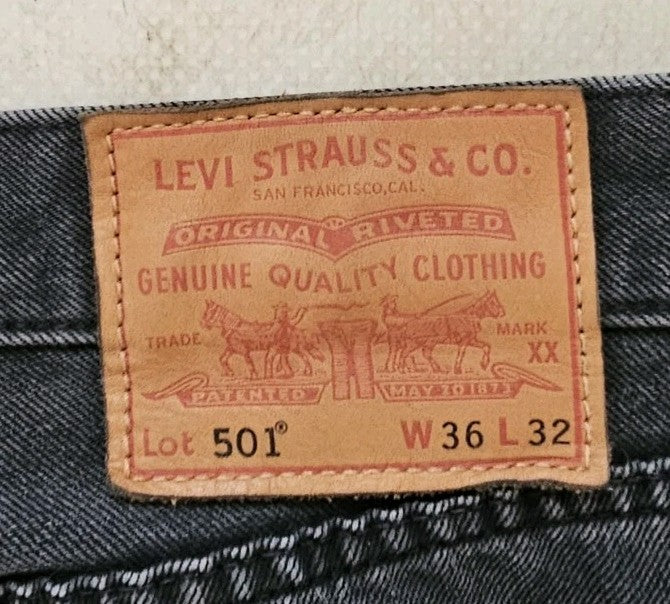 LEVI STRAUSS & CO.
SAN FRANCISCO, CAL.
ORIGINAL RIVETED
GENUINE QUALITY CLOTHING
TRADE MARK
XX
PATENTED MAY 20 1873
Lot 501® W 36 L 32